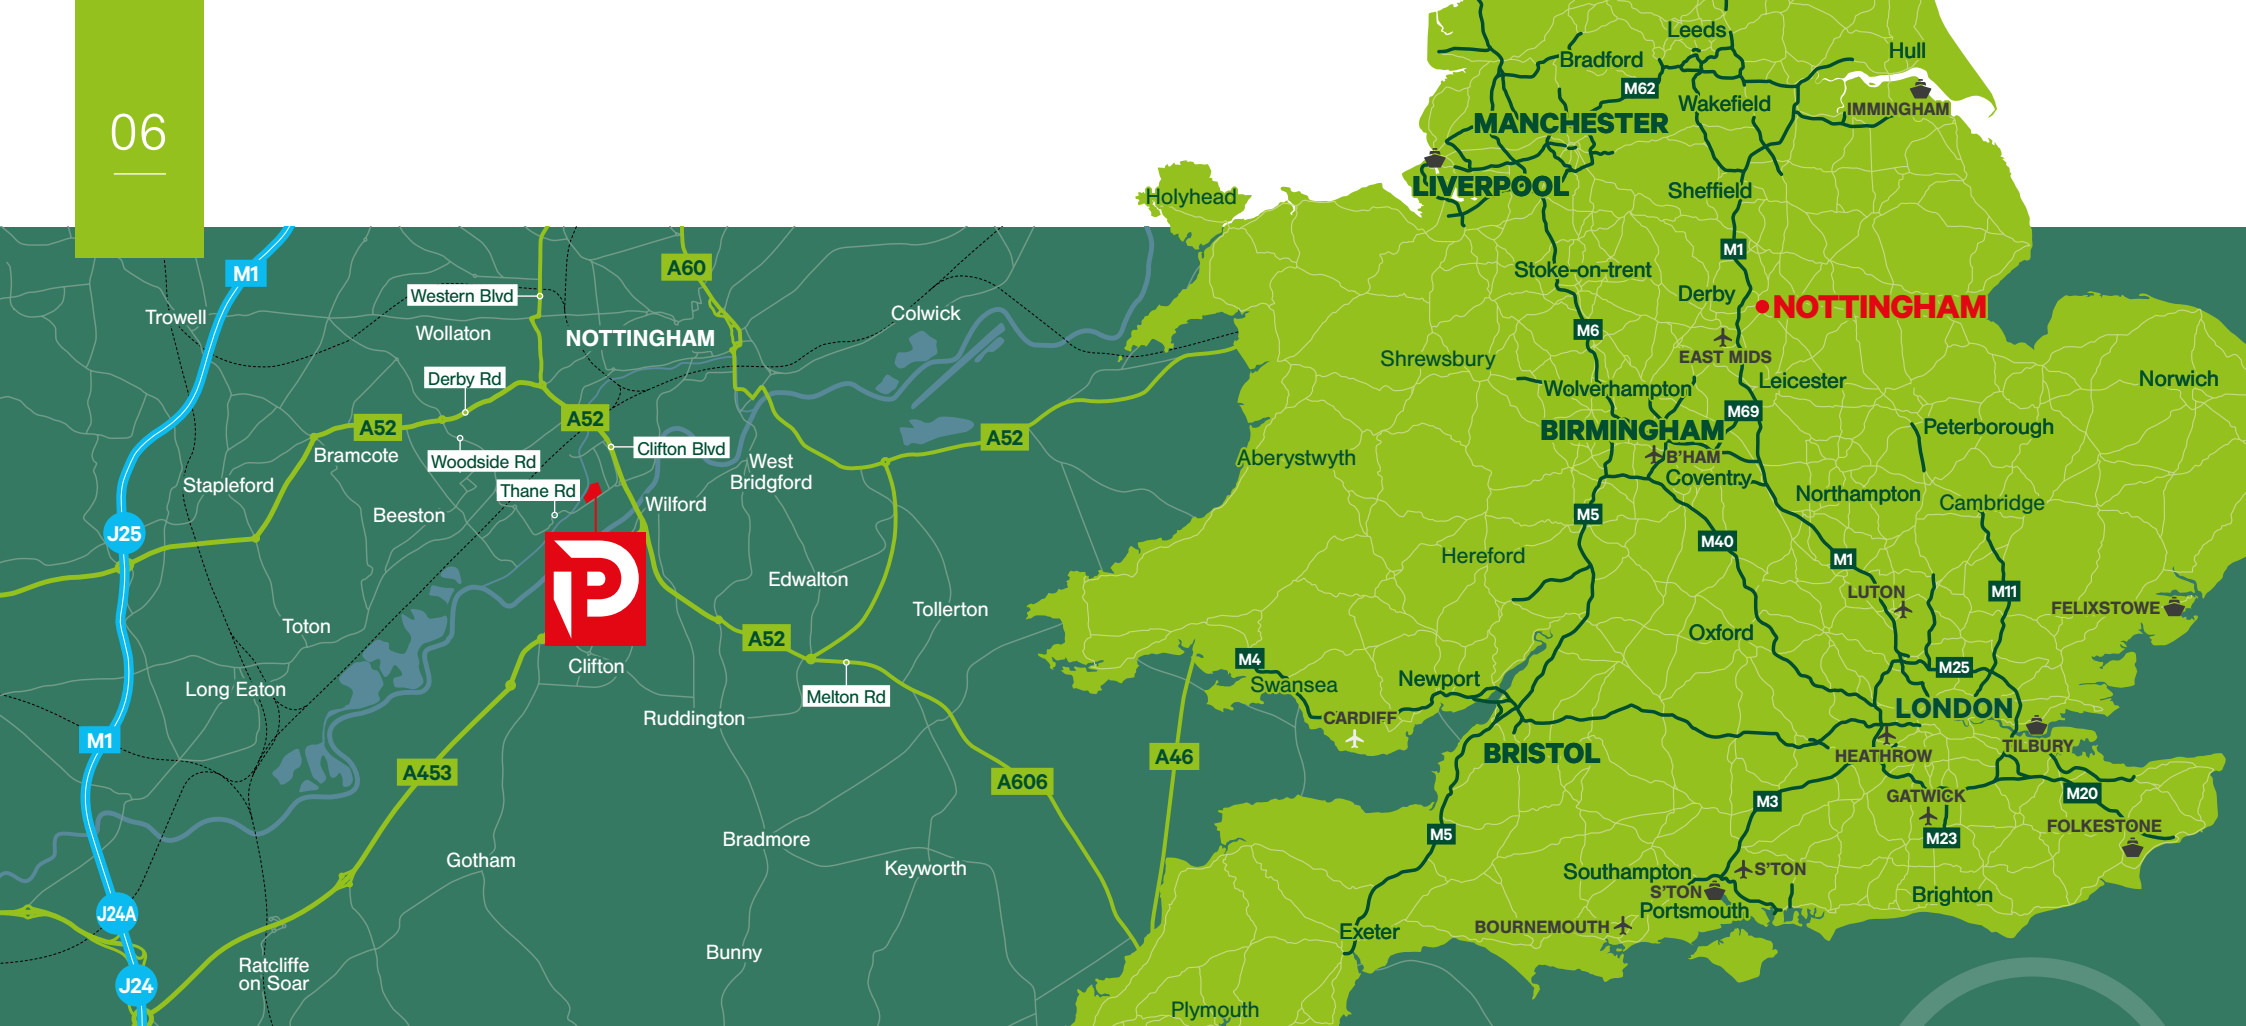 06
M1
Trowell
Western Blvd
A60
Wollaton
NOTTINGHAM
Colwick
Derby Rd
A52
A52
A52
Bramcote
Woodside Rd
Clifton Blvd
West
Bridgford
Stapleford
Thane Rd
Wilford
Beeston
J25
P
Edwalton
Tollerton
Toton
A52
Clifton
Long Eaton
Melton Rd
Ruddington
M1
A453
A606
A46
Bradmore
Gotham
Keyworth
J24A
Bunny
Ratcliffe
on Soar
J24
Leeds
Hull
Bradford
M62
Wakefield
IMMINGHAM
MANCHESTER
LIVERPOOL
Sheffield
Holyhead
M1
Stoke-on-trent
Derby
NOTTINGHAM
M6
EAST MIDS
Shrewsbury
Wolverhampton
Leicester
Norwich
M69
BIRMINGHAM
Peterborough
Aberystwyth
B'HAM
Coventry
Northampton
Cambridge
M5
M40
Hereford
M1
LUTON
M11
FELIXSTOWE
Oxford
M4
Swansea
Newport
M25
CARDIFF
LONDON
BRISTOL
HEATHROW
TILBURY
M3
GATWICK
M20
M5
M23
FOLKESTONE
Southampton
S'TON
S'TON
Portsmouth
Brighton
BOURNEMOUTH
Exeter
Plymouth